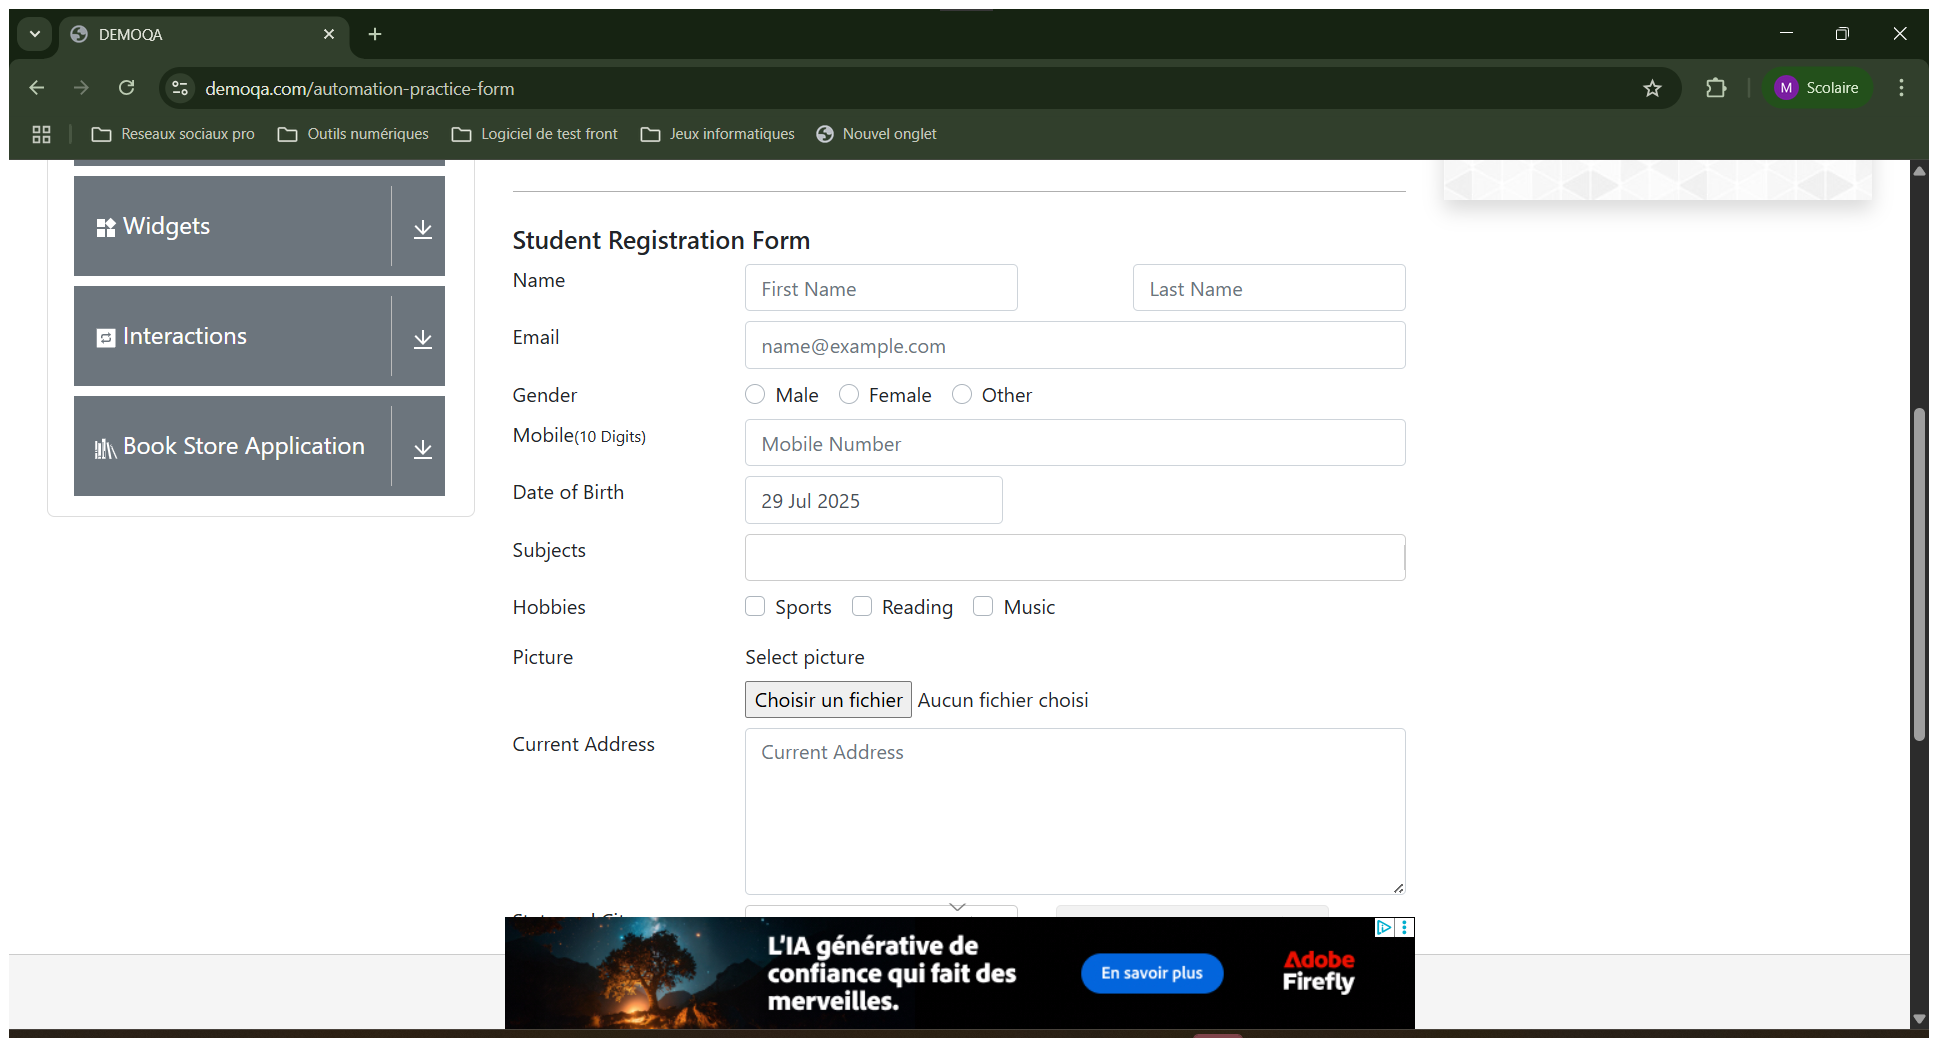 DEMOQA
demoqa.com/automation-practice-form
M Scolaire
Reseaux sociaux pro
Outils numériques
Logiciel de test front
Jeux informatiques
Nouvel onglet
Widgets
Interactions
Book Store Application
Student Registration Form
Name
First Name
Last Name
Email
name@example.com
Gender
Male
Female
Other
Mobile(10 Digits)
Mobile Number
Date of Birth
29 Jul 2025
Subjects
Hobbies
Sports
Reading
Music
Picture
Select picture
Choisir un fichier
Aucun fichier choisi
Current Address
Current Address
L'IA générative de
confiance qui fait des
merveilles.
En savoir plus
Adobe
Firefly